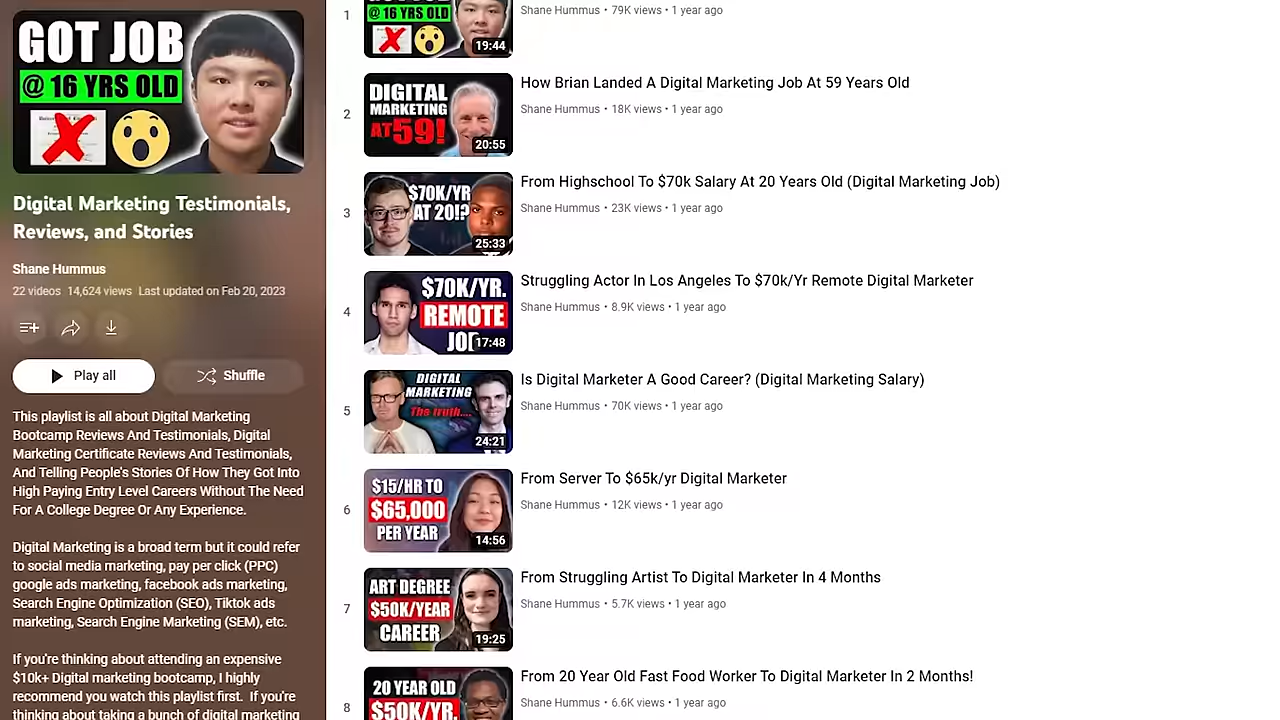 GOT JOB
@ 16 YRS OLD
Digital Marketing Testimonials,
Reviews, and Stories
Shane Hummus
22 videos 14,624 views Last updated on Feb 20, 2023
Play all
Shuffle
This playlist is all about Digital Marketing
Bootcamp Reviews And Testimonials, Digital
Marketing Certificate Reviews And Testimonials,
And Telling People's Stories Of How They Got Into
High Paying Entry Level Careers Without The Need
For A College Degree Or Any Experience.
Digital Marketing is a broad term but it could refer
to social media marketing, pay per click (PPC)
google ads marketing, facebook ads marketing,
Search Engine Optimization (SEO), Tiktok ads
marketing, Search Engine Marketing (SEM), etc.
If you're thinking about attending an expensive
$10k+ Digital marketing bootcamp, I highly
recommend you watch this playlist first. If you're
thinking about taking a bunch of digital marketing
1
@ 16 YRS OLD
19:44
Shane Hummus • 79K views • 1 year ago
2
DIGITAL
MARKETING
AT 59!
20:55
How Brian Landed A Digital Marketing Job At 59 Years Old
Shane Hummus • 18K views • 1 year ago
3
$70K/YR
AT 20!?
25:33
From Highschool To $70k Salary At 20 Years Old (Digital Marketing Job)
Shane Hummus • 23K views • 1 year ago
4
$70K/YR.
REMOTE
17:48
Struggling Actor In Los Angeles To $70k/Yr Remote Digital Marketer
Shane Hummus • 8.9K views • 1 year ago
5
DIGITAL
MARKETING
The truth....
24:21
Is Digital Marketer A Good Career? (Digital Marketing Salary)
Shane Hummus • 70K views • 1 year ago
6
$15/HR TO
$65,000
PER YEAR
14:56
From Server To $65k/yr Digital Marketer
Shane Hummus • 12K views • 1 year ago
7
ART DEGREE
$50K/YEAR
CAREER
19:25
From Struggling Artist To Digital Marketer In 4 Months
Shane Hummus • 5.7K views • 1 year ago
8
20 YEAR OLD
$50K/YR.
From 20 Year Old Fast Food Worker To Digital Marketer In 2 Months!
Shane Hummus • 6.6K views • 1 year ago